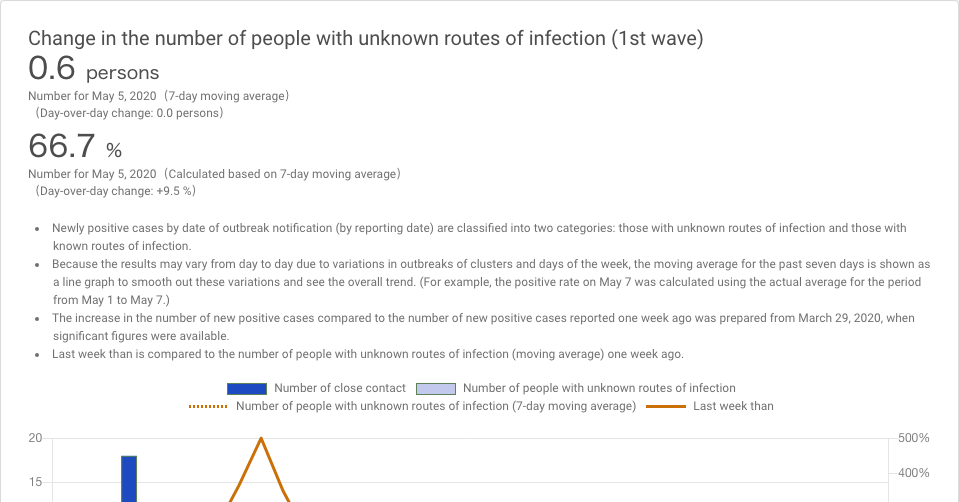 Change in the number of people with unknown routes of infection (1st wave)
0.6 persons
Number for May 5, 2020（7-day moving average）
（Day-over-day change: 0.0 persons）
66.7 %
Number for May 5, 2020（Calculated based on 7-day moving average）
（Day-over-day change: +9.5 %）
• Newly positive cases by date of outbreak notification (by reporting date) are classified into two categories: those with unknown routes of infection and those with
known routes of infection.
• Because the results may vary from day to day due to variations in outbreaks of clusters and days of the week, the moving average for the past seven days is shown as
a line graph to smooth out these variations and see the overall trend. (For example, the positive rate on May 7 was calculated using the actual average for the period
from May 1 to May 7.)
• The increase in the number of new positive cases compared to the number of new positive cases reported one week ago was prepared from March 29, 2020, when
significant figures were available.
• Last week than is compared to the number of people with unknown routes of infection (moving average) one week ago.
Number of close contact Number of people with unknown routes of infection
Number of people with unknown routes of infection (7-day moving average) Last week than
20 500%
400%
15